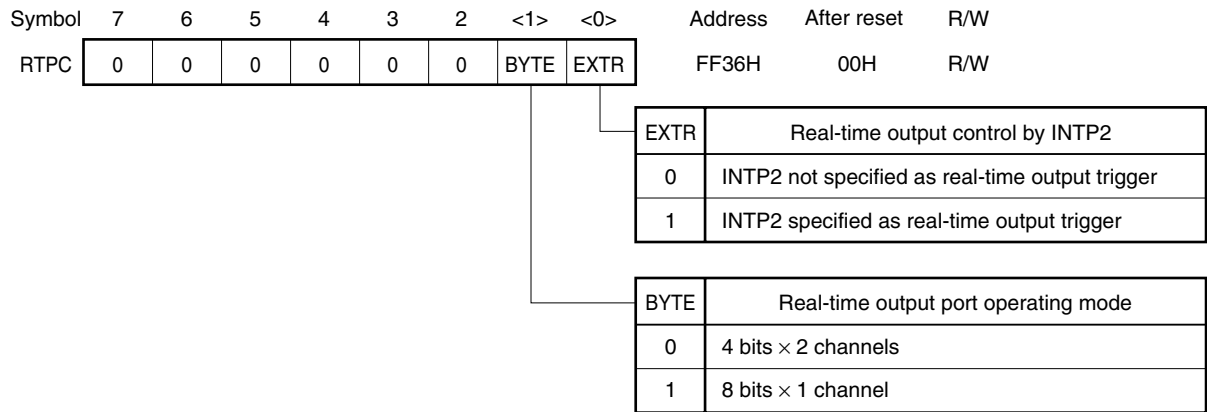 Symbol 7 6 5 4 3 2 <1> <0> Address After reset R/W
RTPC 0 0 0 0 0 0 BYTE EXTR FF36H 00H R/W
EXTR Real-time output control by INTP2
0 INTP2 not specified as real-time output trigger
1 INTP2 specified as real-time output trigger
BYTE Real-time output port operating mode
0 4 bits × 2 channels
1 8 bits × 1 channel